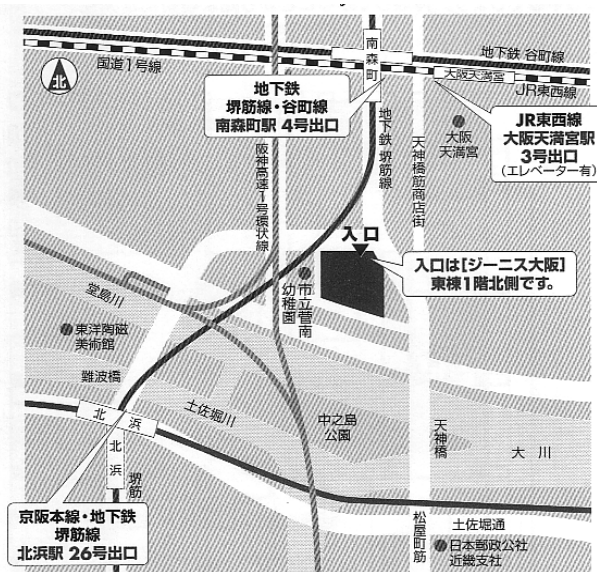 地下鉄 谷町線
国道1号線
南森町
大阪天満宮
JR東西線
北
地下鉄
堺筋線・谷町線
南森町駅 4号出口
JR東西線
大阪天満宮駅
3号出口
(エレベーター有)
大阪
天満宮
地下鉄 堺筋線
天神橋筋商店街
阪神高速1号環状線
入口
入口は[ジーニス大阪]
東棟1階北側です。
市立菅南
幼稚園
堂島川
東洋陶磁
美術館
難波橋
土佐堀川
中之島
公園
天神橋
大川
北浜
北浜
堺筋
京阪本線・地下鉄
堺筋線
北浜駅 26号出口
松屋町筋
土佐堀通
日本郵政公社
近畿支社